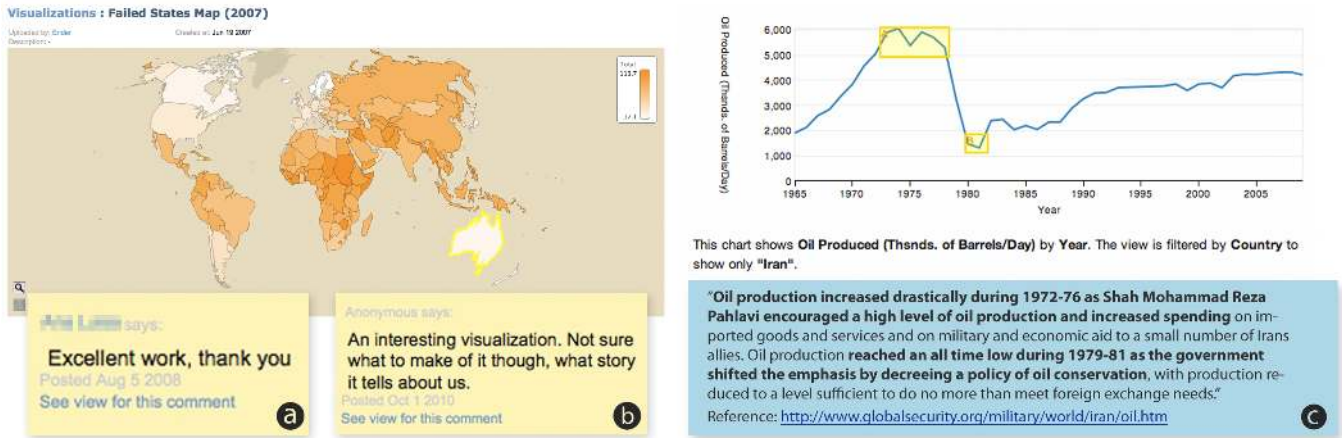 Visualizations : Failed States Map (2007)
Uploaded by: Ender Created at: Jun 19 2007
Description: -
Total
113.7
17.1
says:
Excellent work, thank you
Posted Aug 5 2008
See view for this comment
a
Anonymous says:
An interesting visualization. Not sure
what to make of it though, what story
it tells about us.
Posted Oct 1 2010
See view for this comment
b
Oil Produced (Thsnds. of Barrels/Day)
6,000
5,000
4,000
3,000
2,000
1,000
0
1965 1970 1975 1980 1985 1990 1995 2000 2005
Year
This chart shows Oil Produced (Thsnds. of Barrels/Day) by Year. The view is filtered by Country to
show only "Iran".
"Oil production increased drastically during 1972-76 as Shah Mohammad Reza
Pahlavi encouraged a high level of oil production and increased spending on im-
ported goods and services and on military and economic aid to a small number of Irans
allies. Oil production reached an all time low during 1979-81 as the government
shifted the emphasis by decreeing a policy of oil conservation, with production re-
duced to a level sufficient to do no more than meet foreign exchange needs."
Reference: http://www.globalsecurity.org/military/world/iran/oil.htm
c